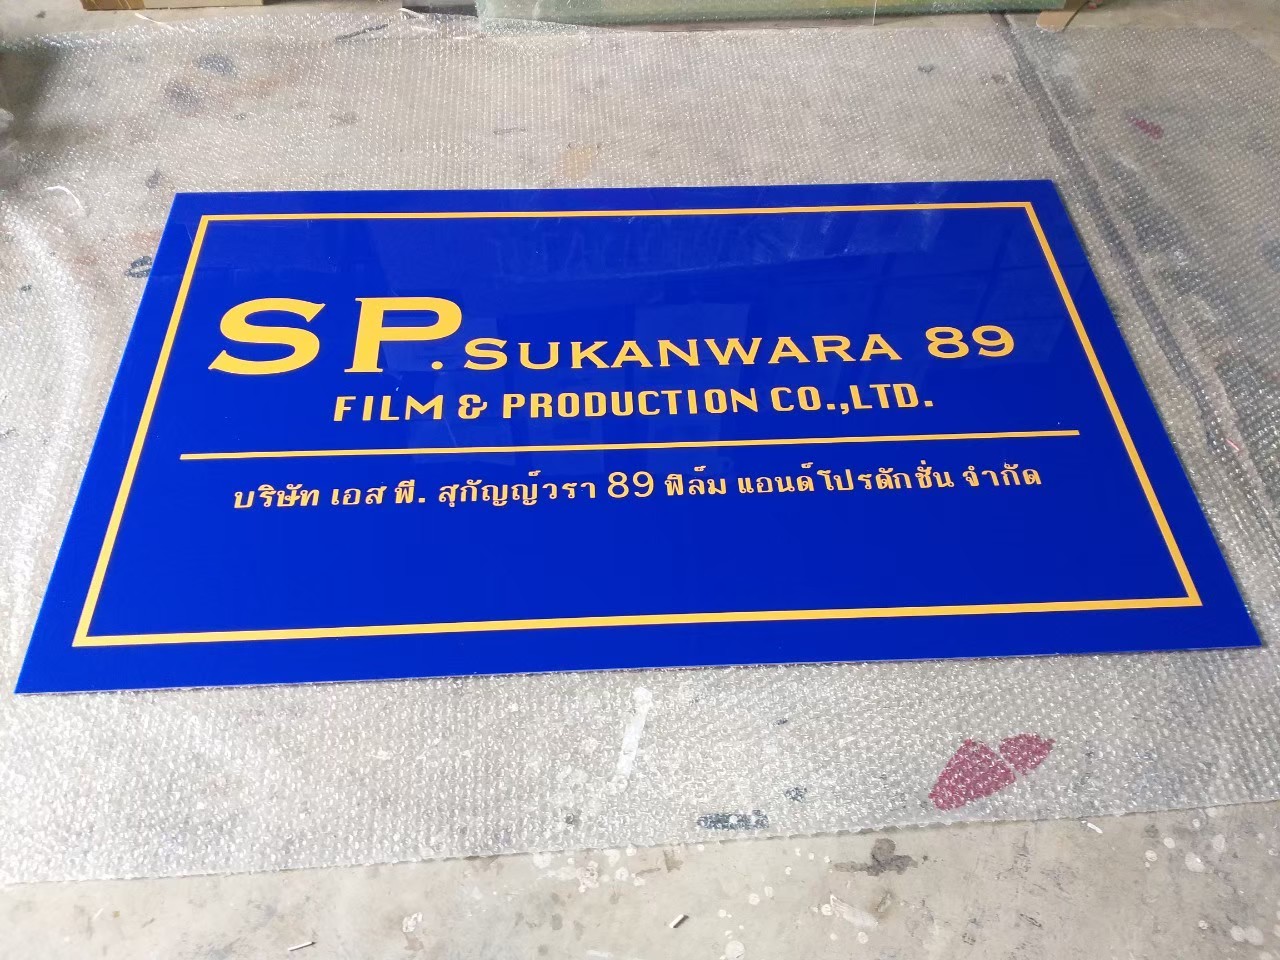 SP.SUKANWARA 89
FILM & PRODUCTION CO.,LTD.
บริษัท เอส พี. สุกัญญ์วรา 89 ฟิล์ม แอนด์ โปรดักชั่น จำกัด